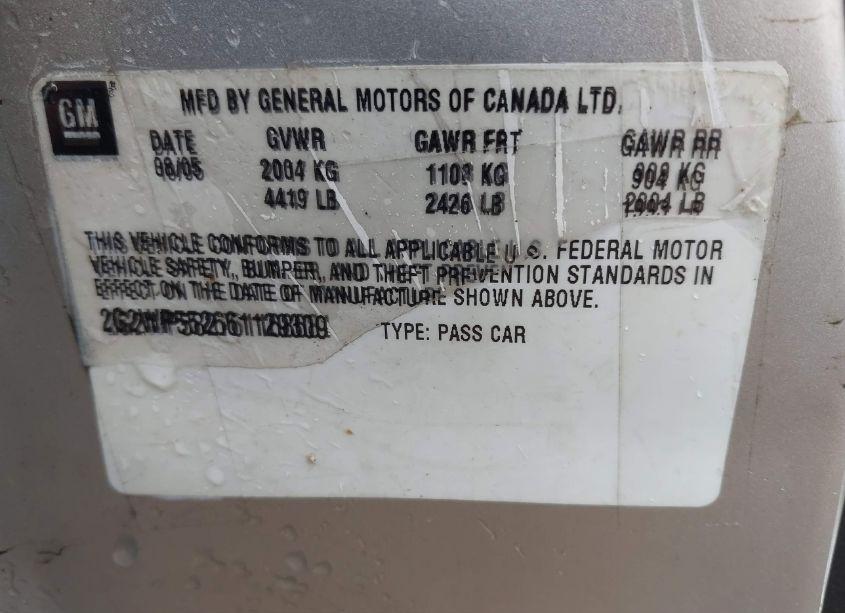 GM
MFD BY GENERAL MOTORS OF CANADA LTD.
DATE GVWR GAWR FRT GAWR RR
/05 2004 KG 1103 KG KG
4419 LB 2426 LB LB
THIS VEHICLE CONFORMS TO ALL APPLICABLE U.S. FEDERAL MOTOR
VEHICLE SAFETY, BUMPER, AND THEFT PREVENTION STANDARDS IN
EFFECT ON THE DATE OF MANUFACTURE SHOWN ABOVE.
TYPE: PASS CAR